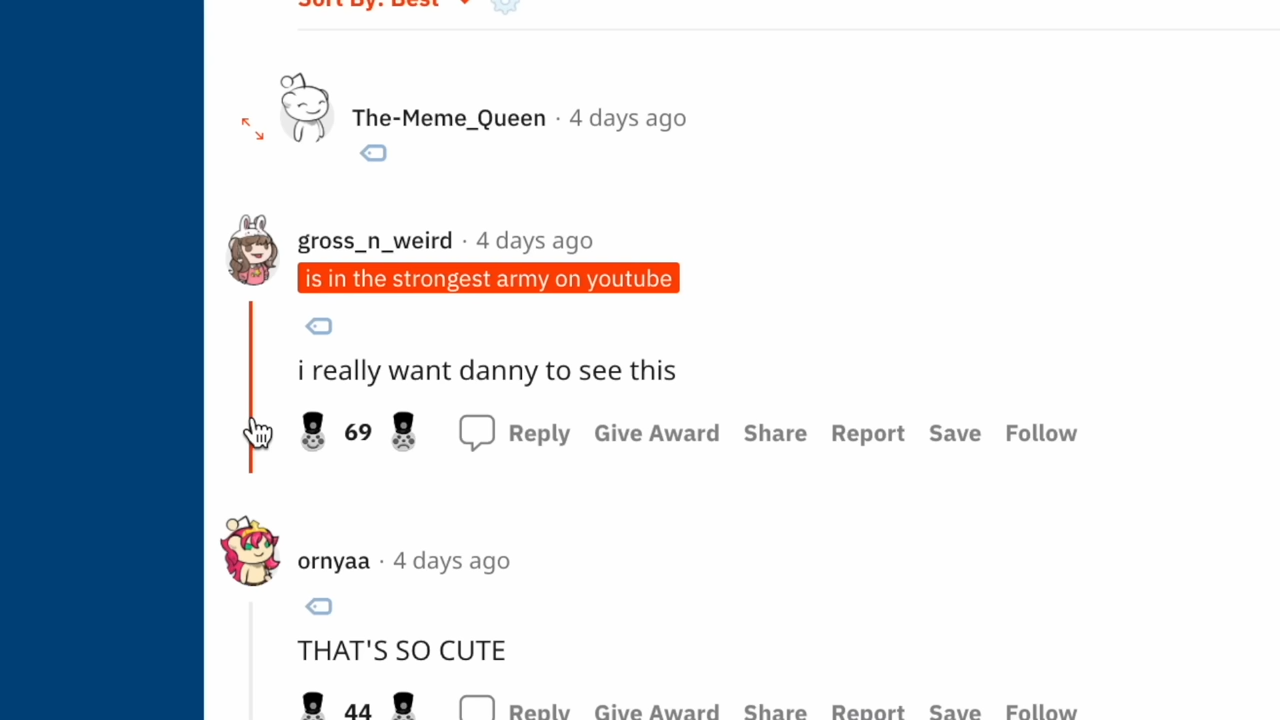 Sort By: Best
The-Meme_Queen · 4 days ago
gross_n_weird · 4 days ago
is in the strongest army on youtube
i really want danny to see this
69 Reply Give Award Share Report Save Follow
ornyaa · 4 days ago
THAT'S SO CUTE
44 Reply Give Award Share Report Save Follow